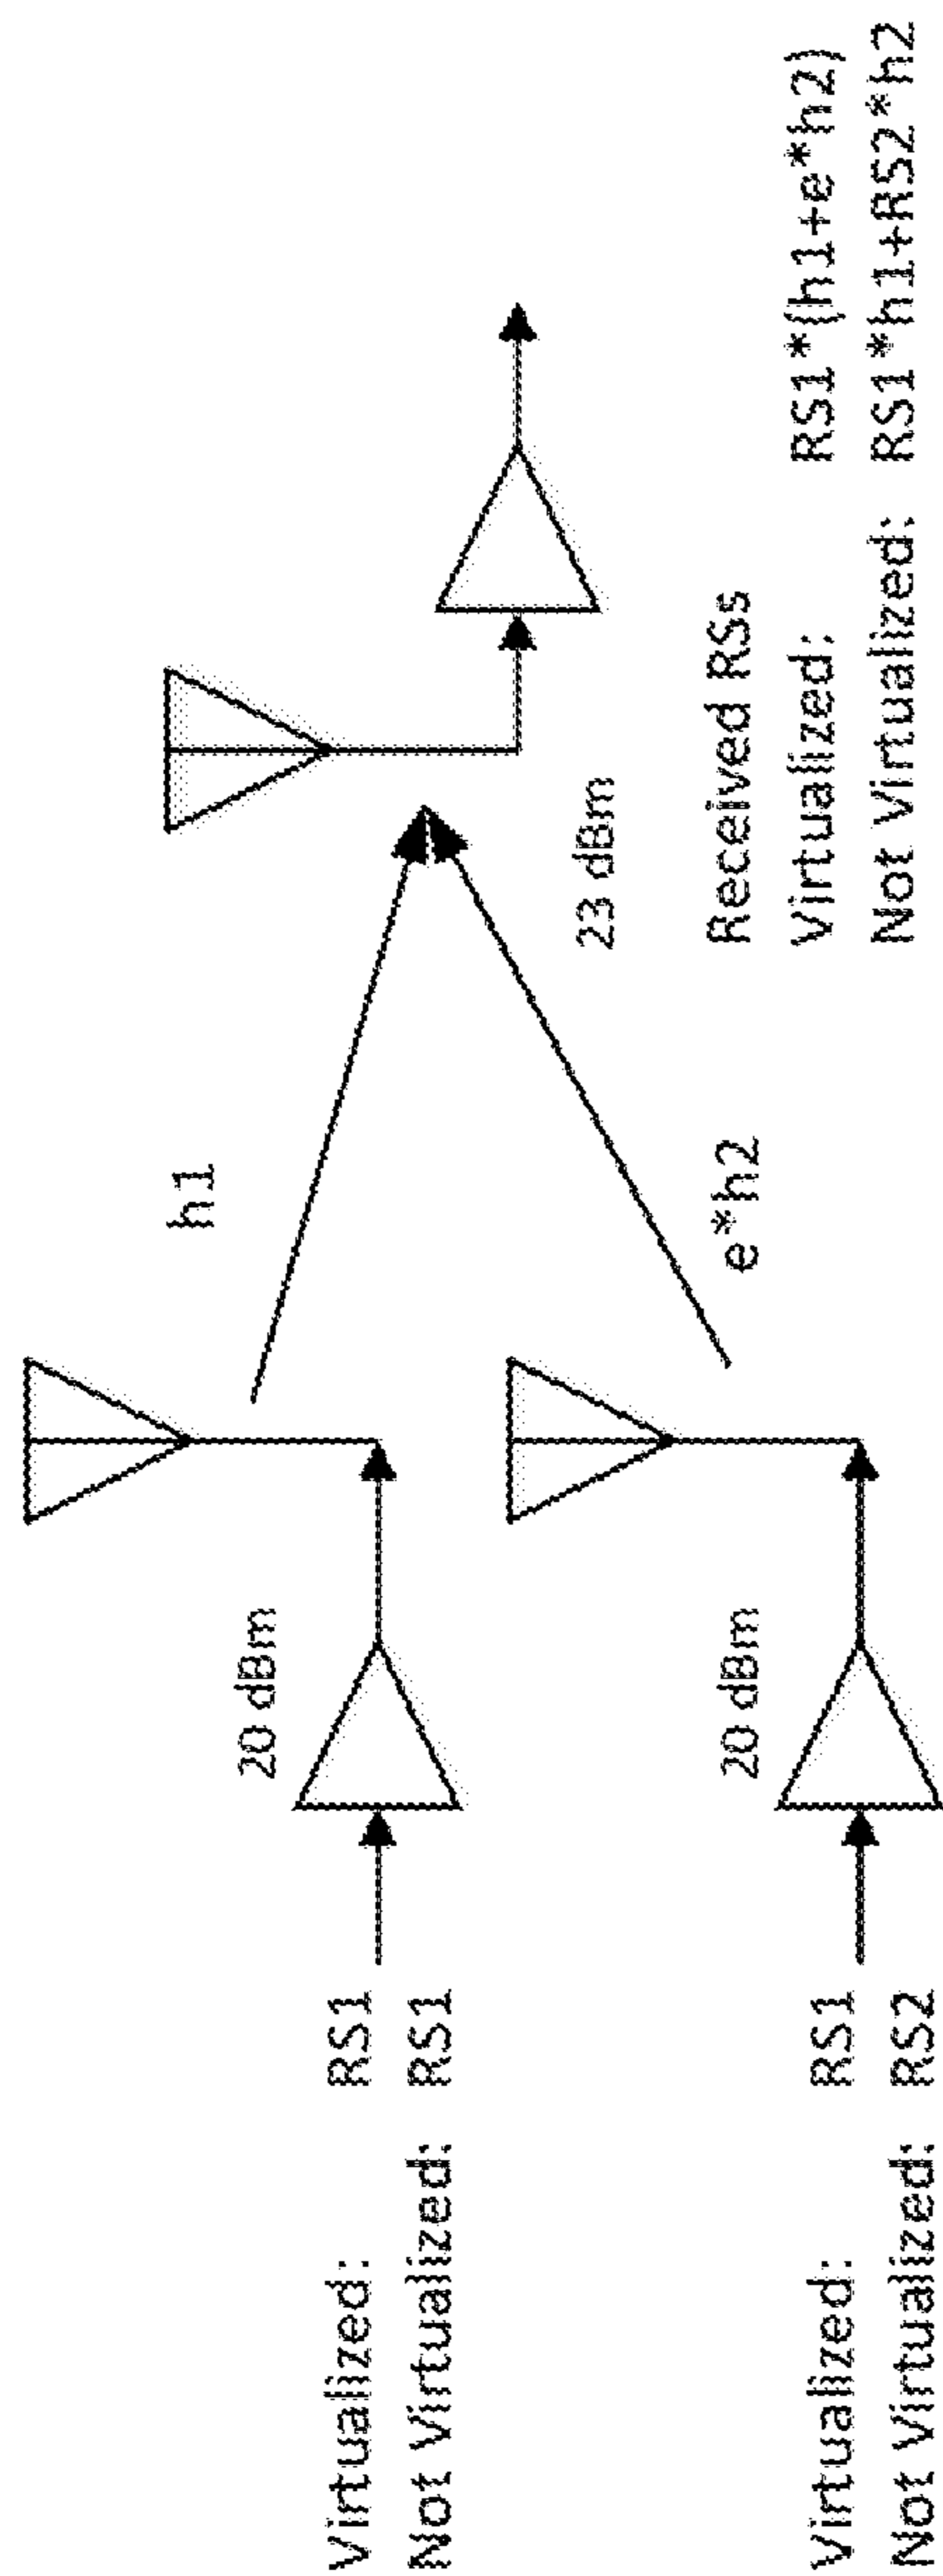 Virtualized: RS1
Not Virtualized: RS1
20 dBm
h1
Virtualized: RS1
Not Virtualized: RS2
20 dBm
e*h2
23 dBm
Received RSs
Virtualized: RS1*(h1+e*h2)
Not Virtualized: RS1*h1+RS2*h2